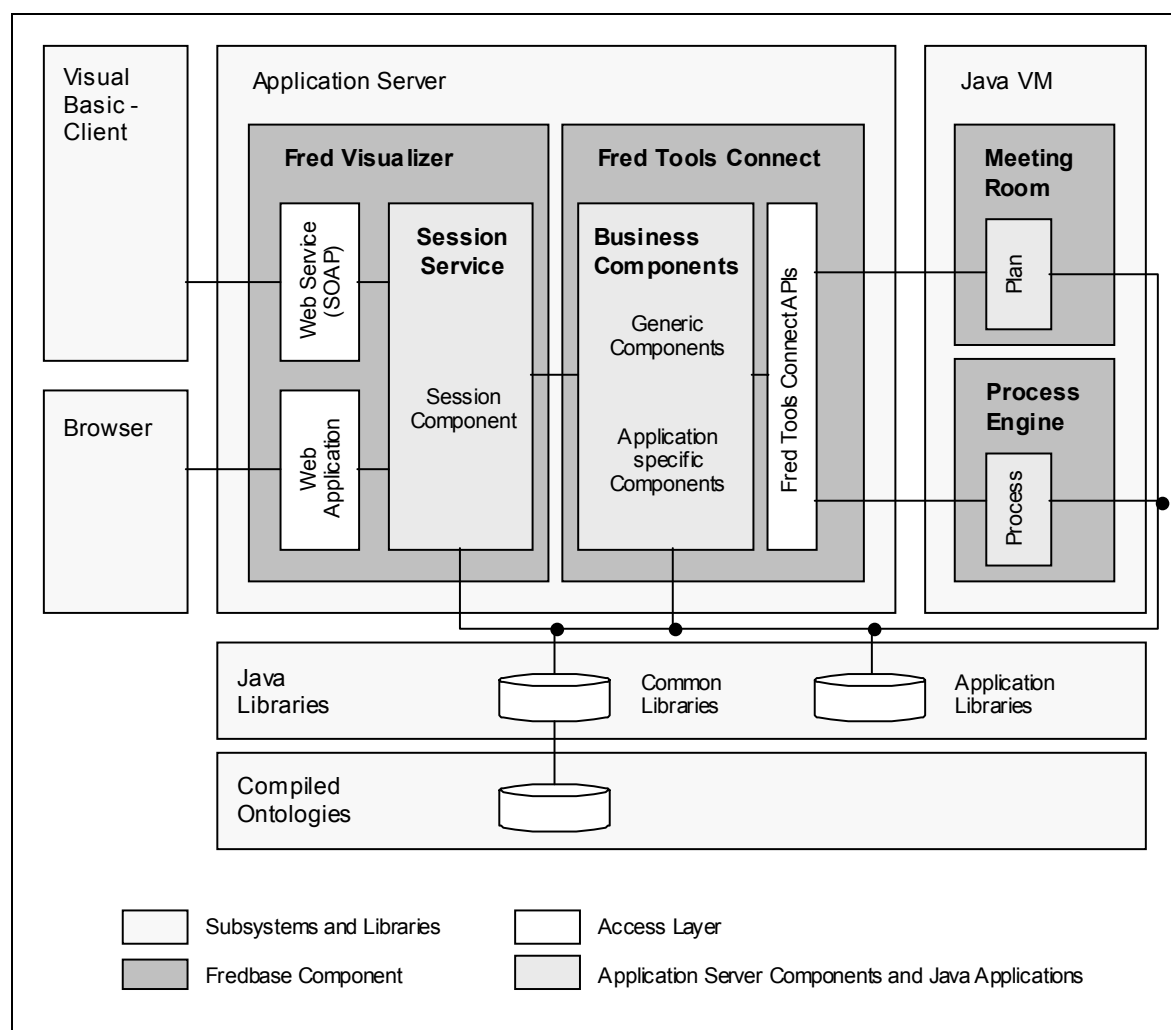 Visual
Basic -
Client
Application Server
Java VM
Fred Visualizer
Fred Tools Connect
Meeting
Room
Web Service
(SOAP)
Session
Service
Business
Components
Fred Tools Connect APIs
Plan
Generic
Components
Browser
Web
Application
Session
Component
Application
specific
Components
Process
Engine
Process
Java
Libraries
Common
Libraries
Application
Libraries
Compiled
Ontologies
Subsystems and Libraries
Access Layer
Fredbase Component
Application Server Components and Java Applications